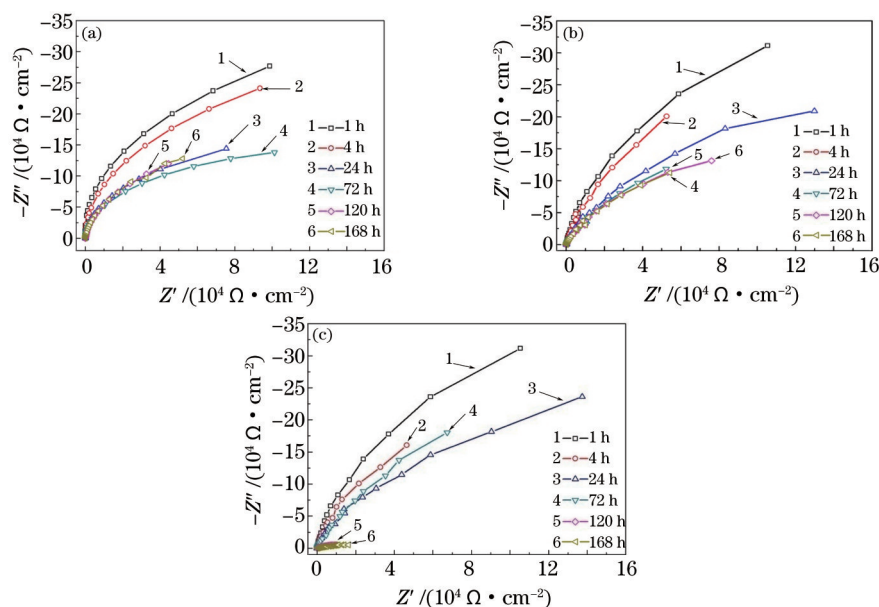 (a)
−35
−30
−25
−20
−15
−10
−5
0
−Z″ /(10⁴ Ω • cm⁻²)
1
2
3
4
5
6
1 1 h
2 4 h
3 24 h
4 72 h
5 120 h
6 168 h
0 4 8 12 16
Z′ /(10⁴ Ω • cm⁻²)
(b)
−35
−30
−25
−20
−15
−10
−5
0
−Z″ /(10⁴ Ω • cm⁻²)
1
2
3
5
6
4
1 1 h
2 4 h
3 24 h
4 72 h
5 120 h
6 168 h
0 4 8 12 16
Z′ /(10⁴ Ω • cm⁻²)
(c)
−35
−30
−25
−20
−15
−10
−5
0
−Z″ /(10⁴ Ω • cm⁻²)
1
3
2
4
5
6
1 1 h
2 4 h
3 24 h
4 72 h
5 120 h
6 168 h
0 4 8 12 16
Z′ /(10⁴ Ω • cm⁻²)